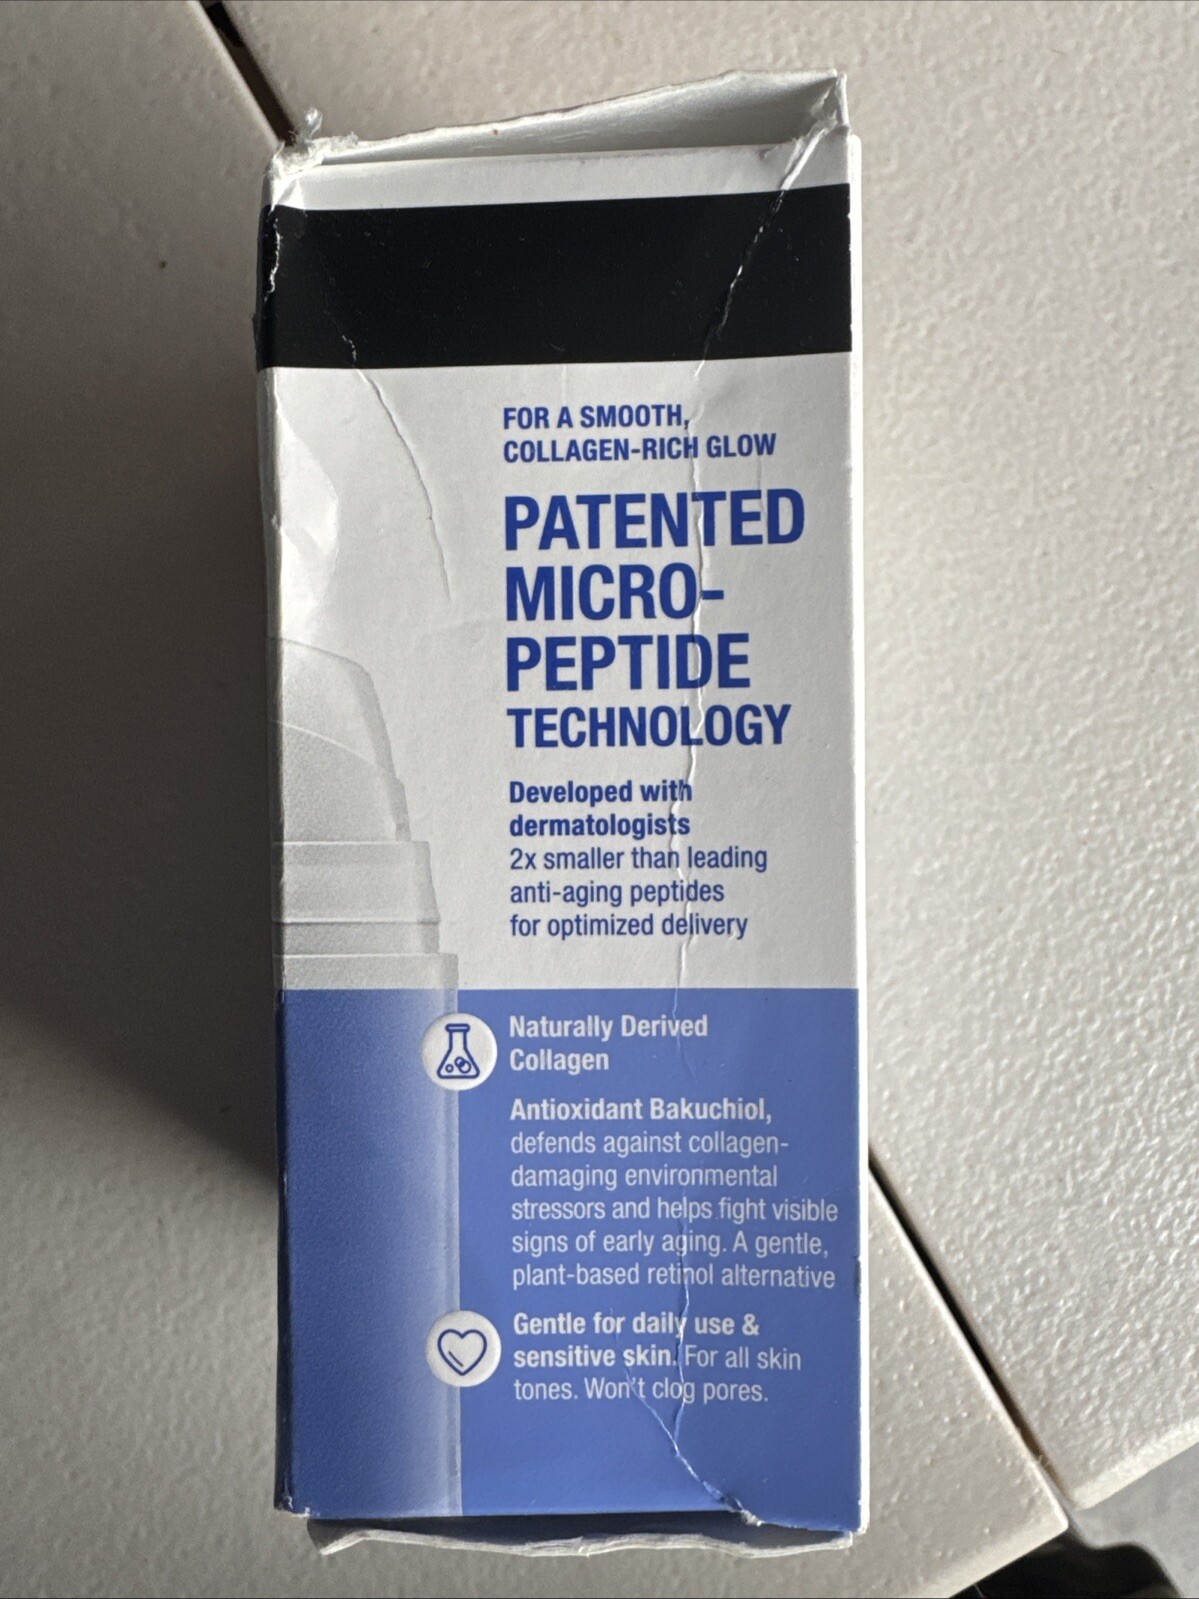 FOR A SMOOTH,
COLLAGEN-RICH GLOW
PATENTED
MICRO-
PEPTIDE
TECHNOLOGY
Developed with
dermatologists
2x smaller than leading
anti-aging peptides
for optimized delivery
Naturally Derived
Collagen
Antioxidant Bakuchiol,
defends against collagen-
damaging environmental
stressors and helps fight visible
signs of early aging. A gentle,
plant-based retinol alternative
Gentle for daily use &
sensitive skin. For all skin
tones. Won't clog pores.